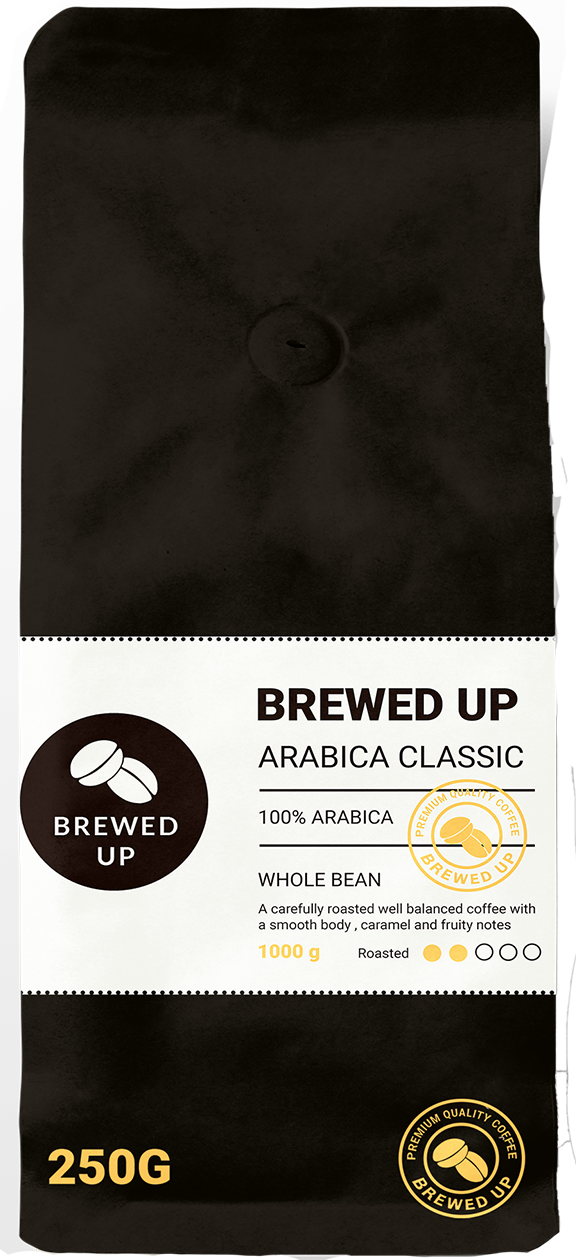 BREWED UP
ARABICA CLASSIC
100% ARABICA
PREMIUM QUALITY COFFEE
BREWED UP
BREWED
UP
WHOLE BEAN
A carefully roasted well balanced coffee with
a smooth body , caramel and fruity notes
1000 g
Roasted
250G
PREMIUM QUALITY COFFEE
BREWED UP